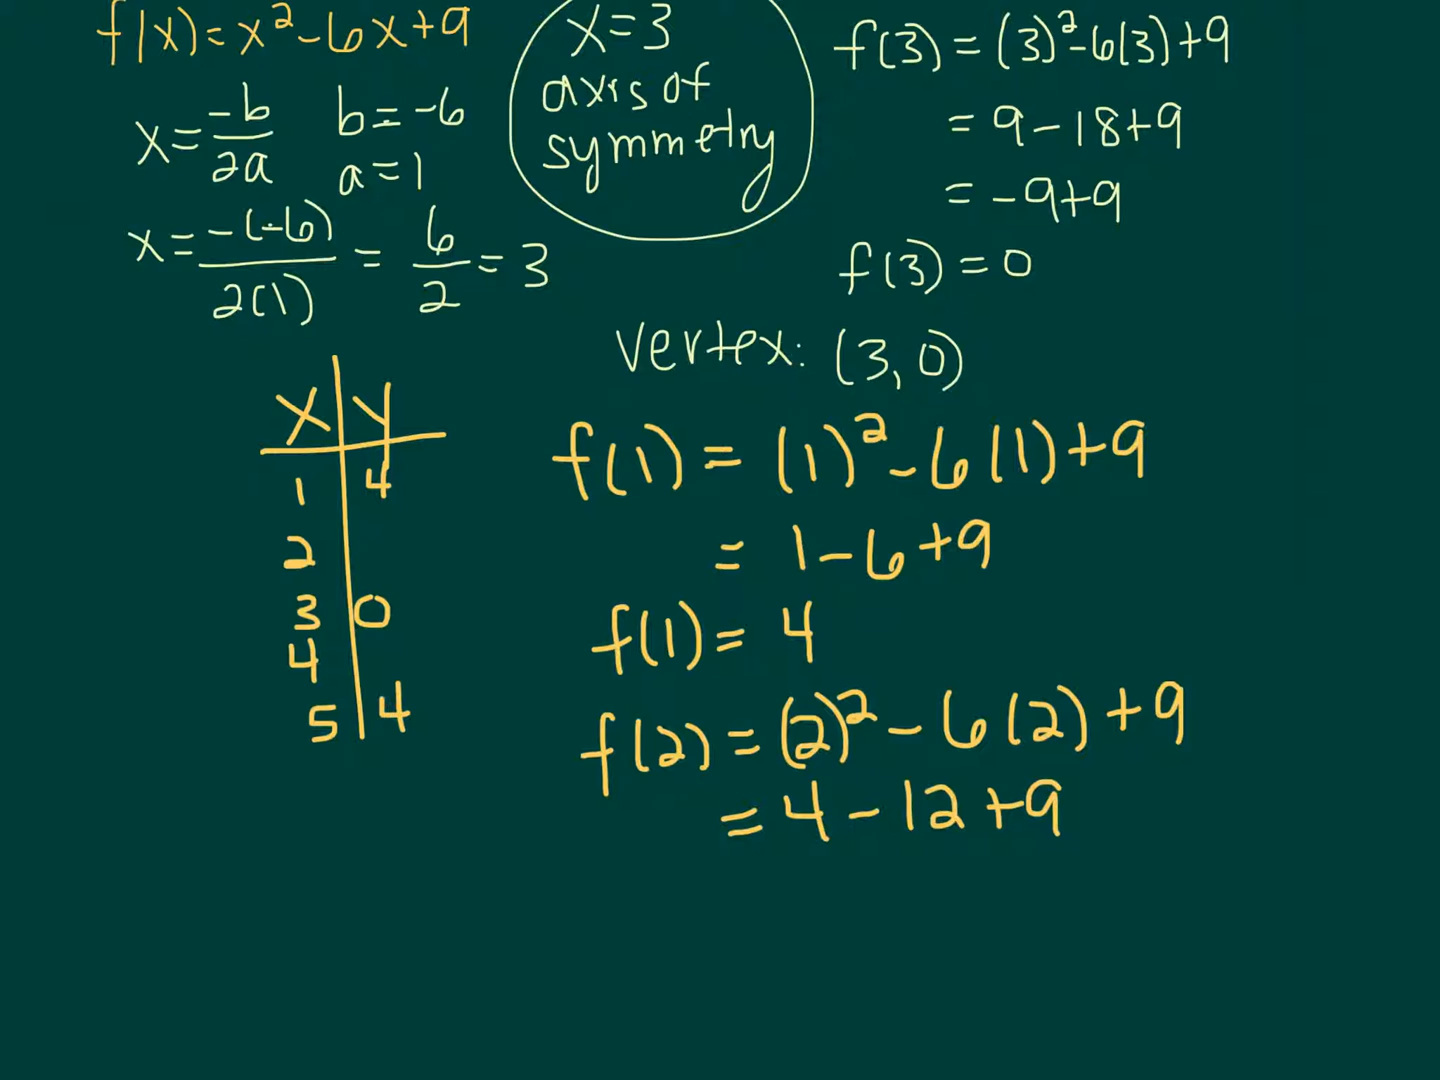 f(x)=x²-6x+9
x=-b/2a b=-6
a=1
x=-(-6)/2(1) = 6/2 = 3
x=3
axis of
symmetry
f(3)=(3)²-6(3)+9
=9-18+9
=-9+9
f(3)=0
vertex: (3,0)
x y
1 4
2
3 0
4
5 4
f(1)=(1)²-6(1)+9
=1-6+9
f(1)=4
f(2)=(2)²-6(2)+9
=4-12+9